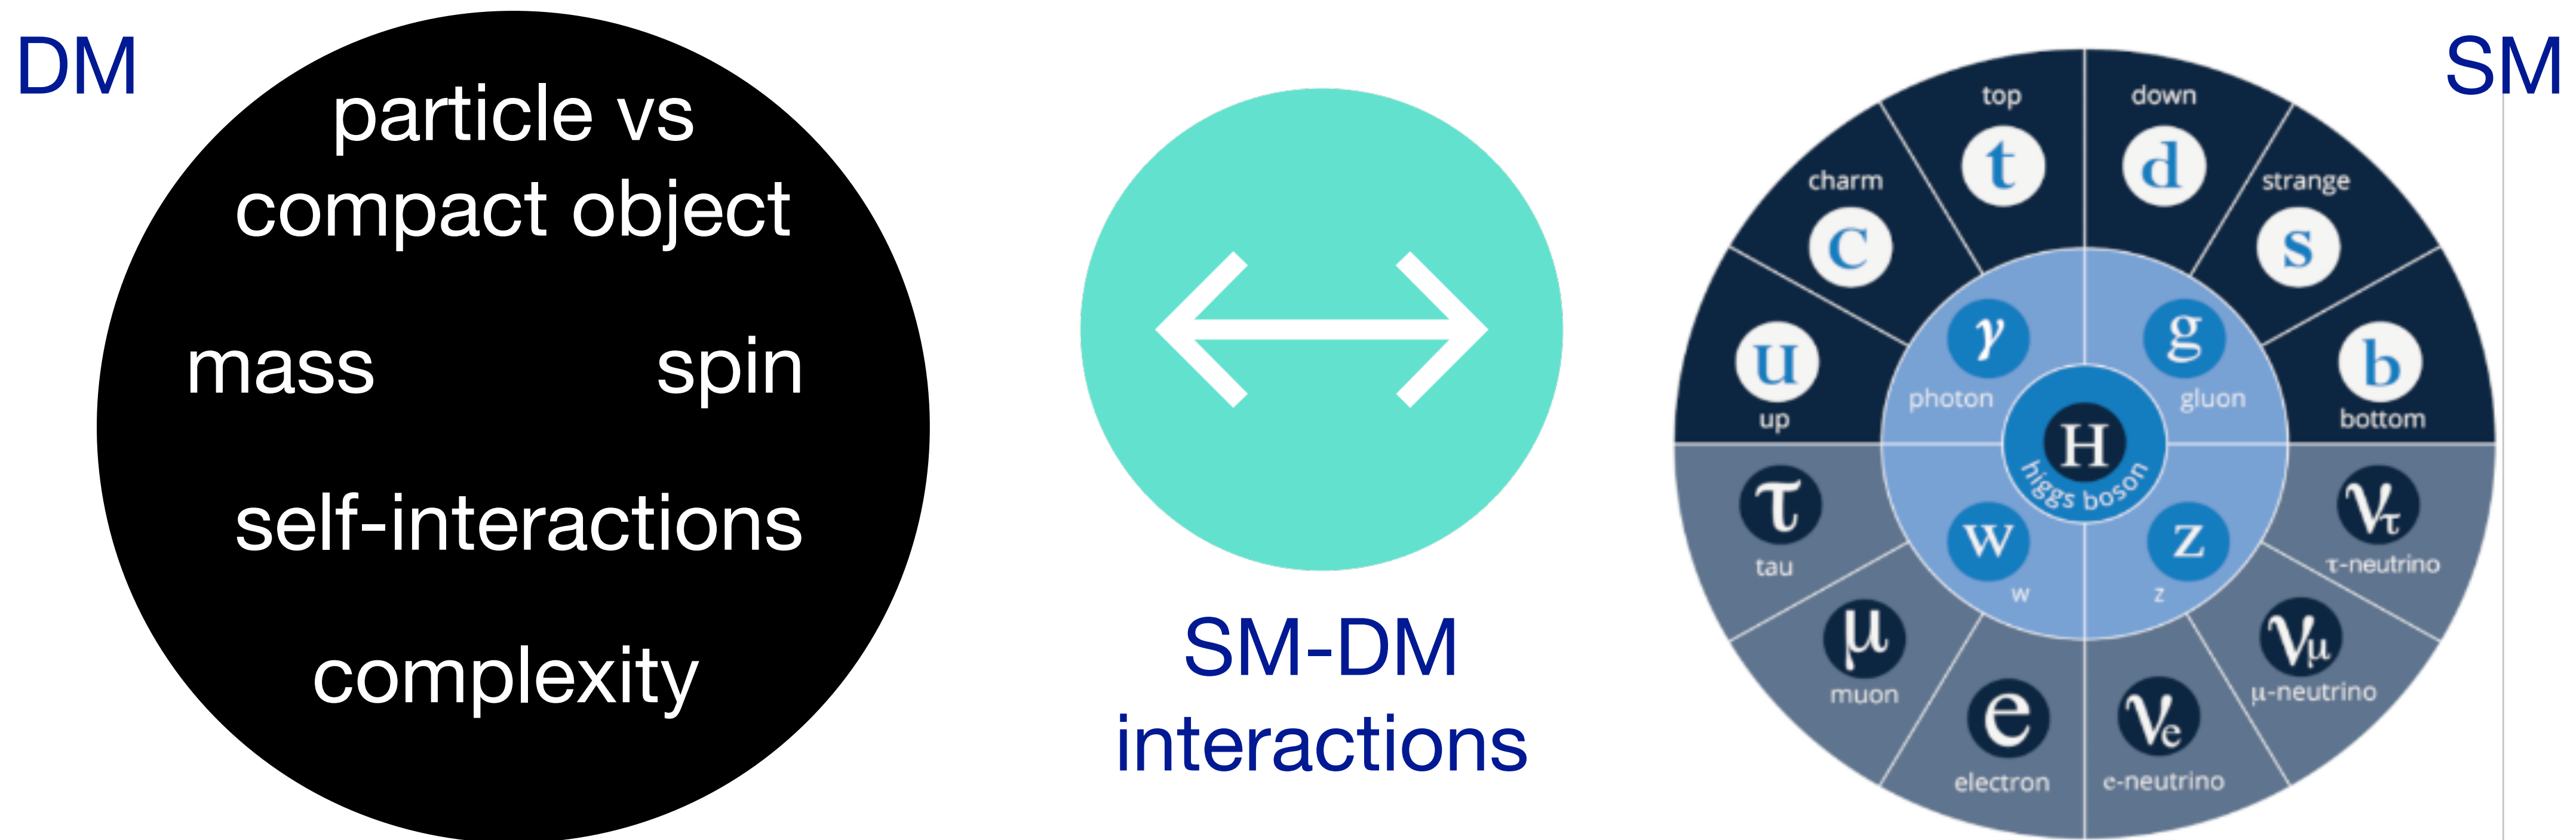 DM
particle vs
compact object
mass spin
self-interactions
complexity
SM-DM
interactions
SM
top
t
down
d
charm
c
strange
s
u
up
b
bottom
γ
photon
g
gluon
H
higgs boson
w
w
z
z
τ
tau
ντ
τ-neutrino
μ
muon
νμ
μ-neutrino
e
electron
νe
e-neutrino